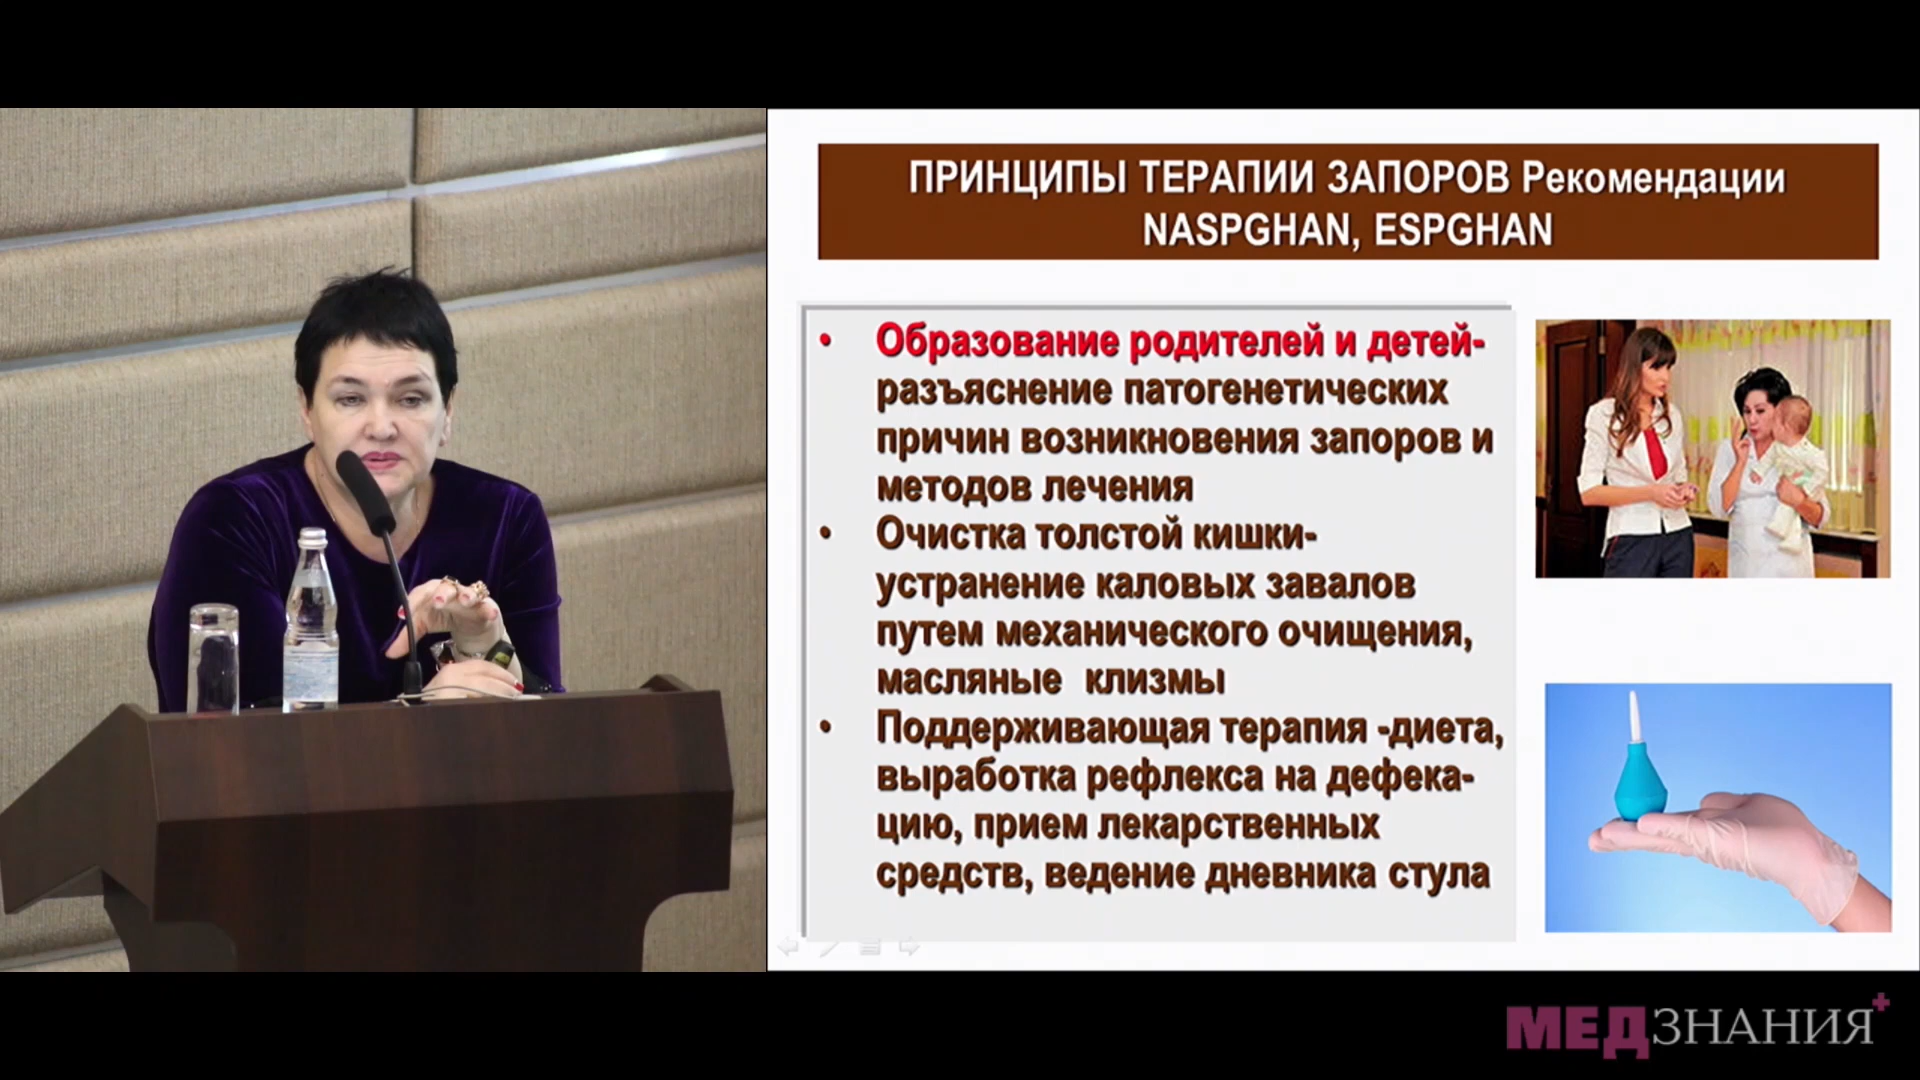 ПРИНЦИПЫ ТЕРАПИИ ЗАПОРОВ Рекомендации
NASPGHAN, ESPGHAN
• Образование родителей и детей-
разъяснение патогенетических
причин возникновения запоров и
методов лечения
• Очистка толстой кишки-
устранение каловых завалов
путем механического очищения,
масляные клизмы
• Поддерживающая терапия -диета,
выработка рефлекса на дефека-
цию, прием лекарственных
средств, ведение дневника стула
МЕДЗНАНИЯ+